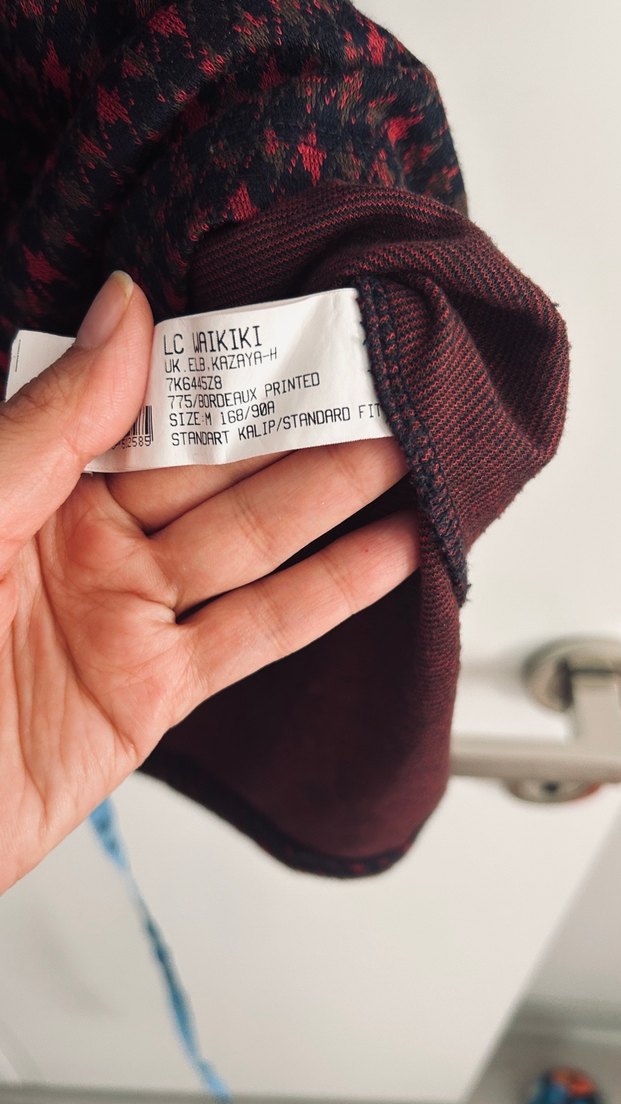 LC WAIKIKI
UK.ELB.KAZAYA-H
7K6445Z8
775/BORDEAUX PRINTED
SIZE:M 168/90A
STANDART KALIP/STANDARD FIT